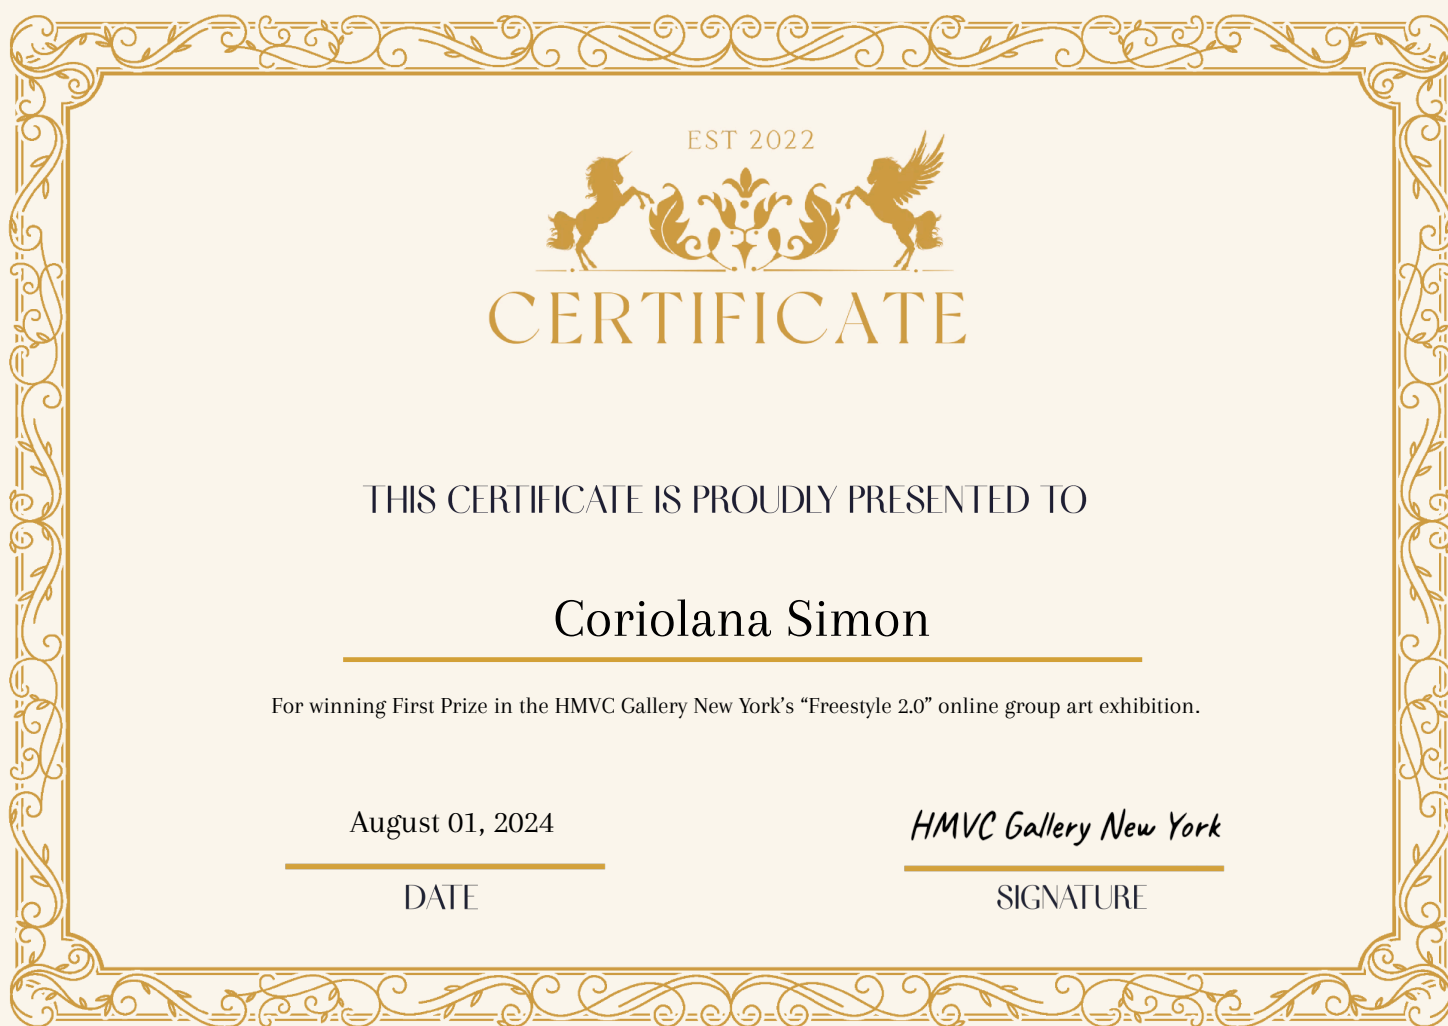 EST 2022
CERTIFICATE
THIS CERTIFICATE IS PROUDLY PRESENTED TO
Coriolana Simon
For winning First Prize in the HMVC Gallery New York’s “Freestyle 2.0” online group art exhibition.
August 01, 2024
HMVC Gallery New York
DATE
SIGNATURE